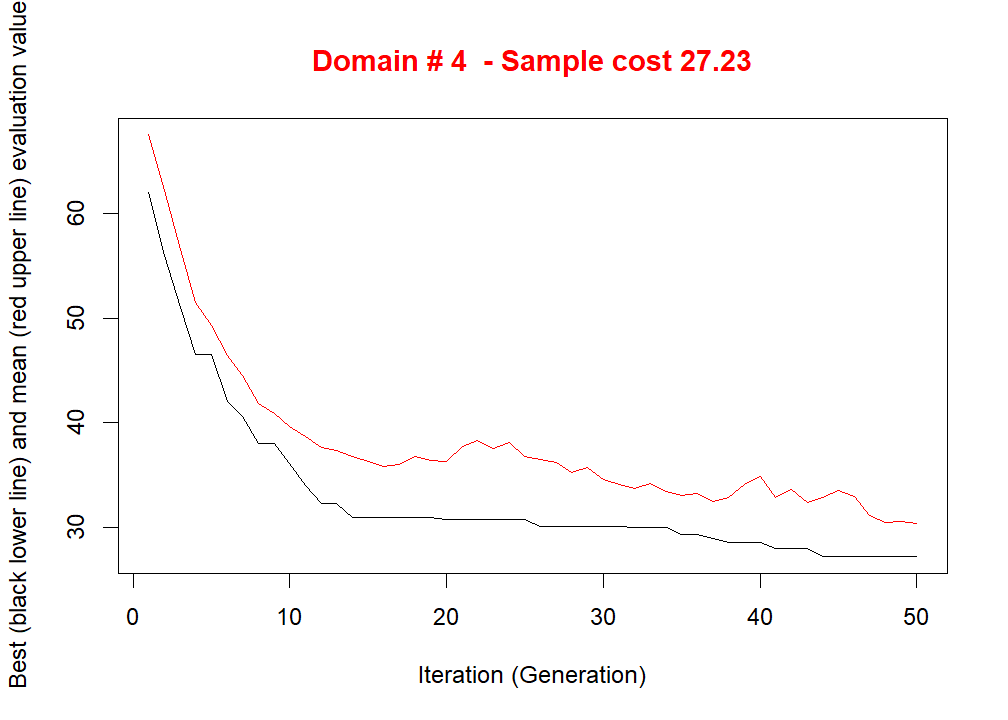 Domain # 4  - Sample cost 27.23
Best (black lower line) and mean (red upper line) evaluation value
60
50
40
30
0 10 20 30 40 50
Iteration (Generation)